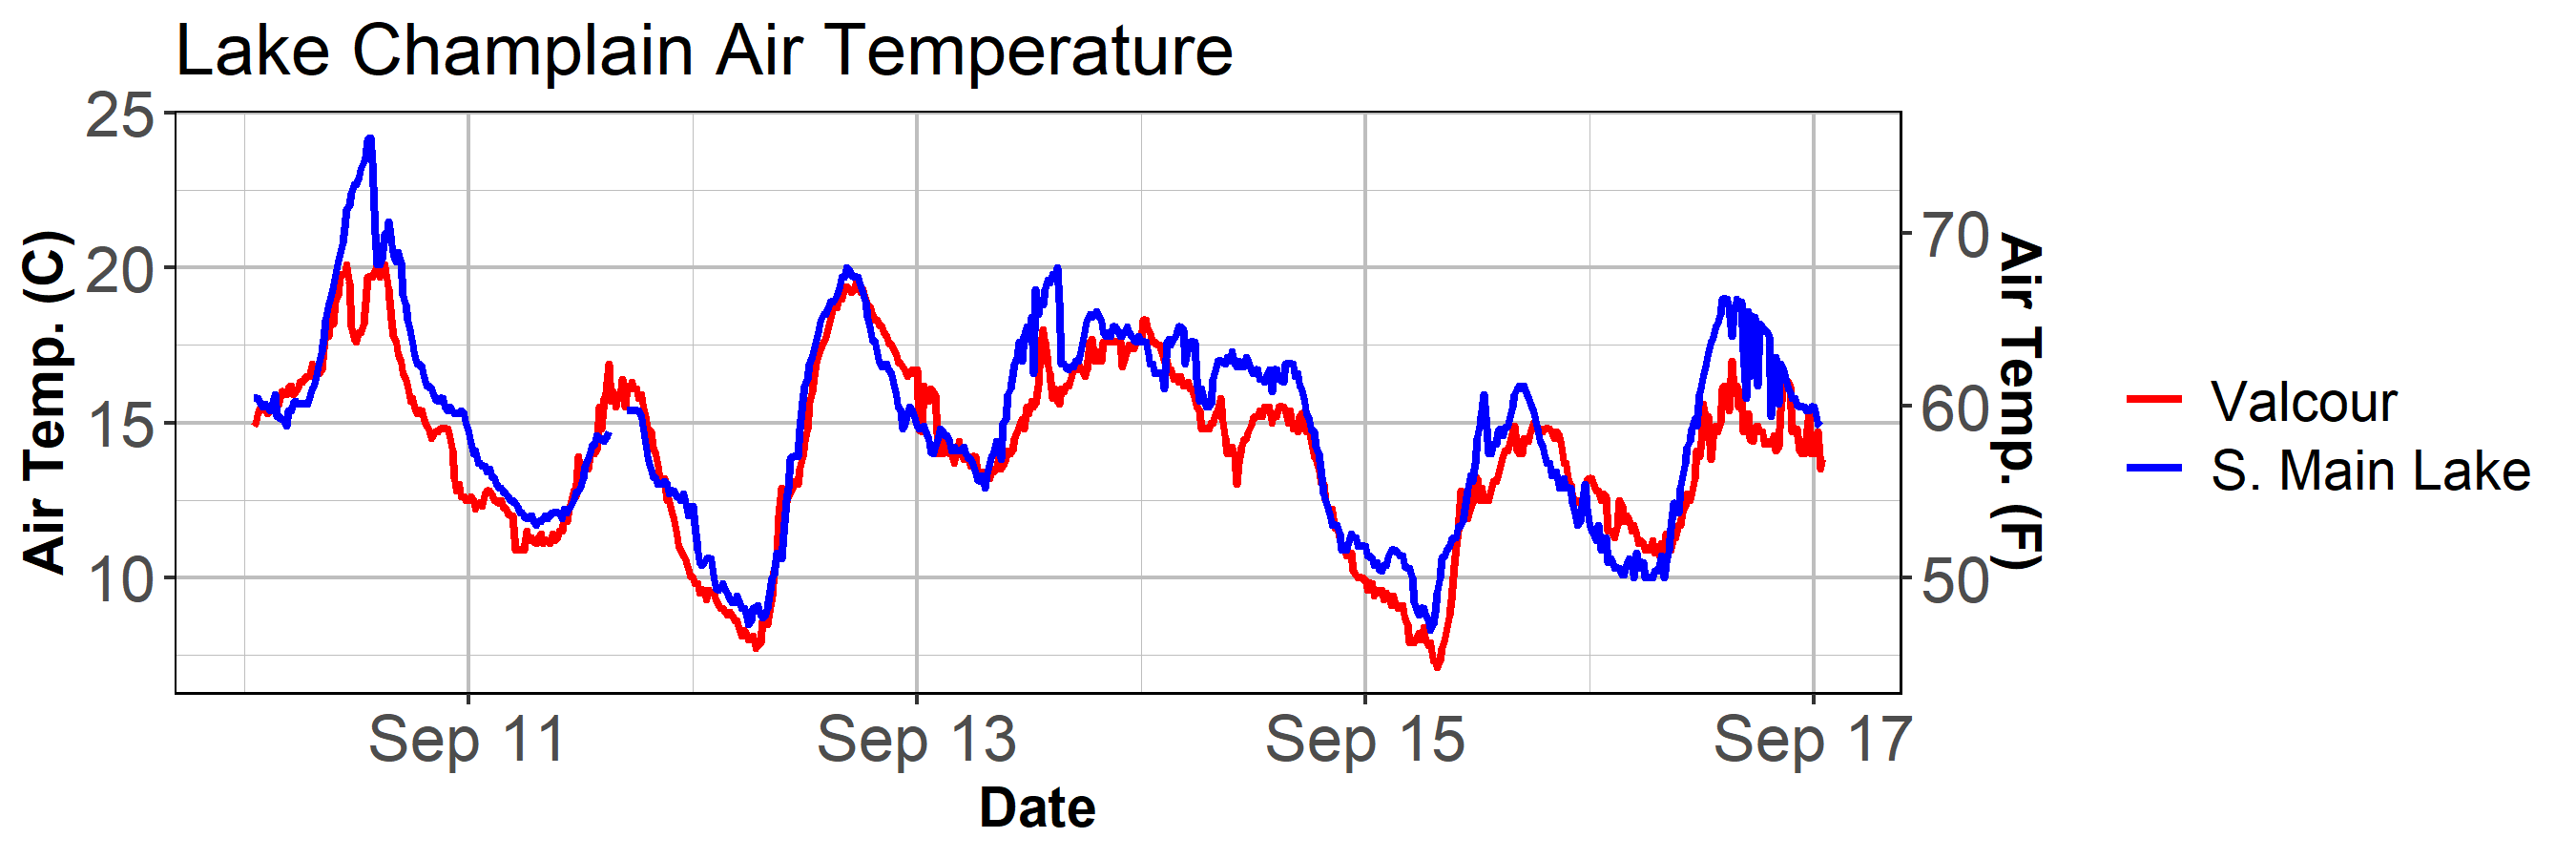 Lake Champlain Air Temperature
25
20
15
10
Air Temp. (C)
70
60
50
Air Temp. (F)
Sep 11
Sep 13
Sep 15
Sep 17
Date
Valcour
S. Main Lake